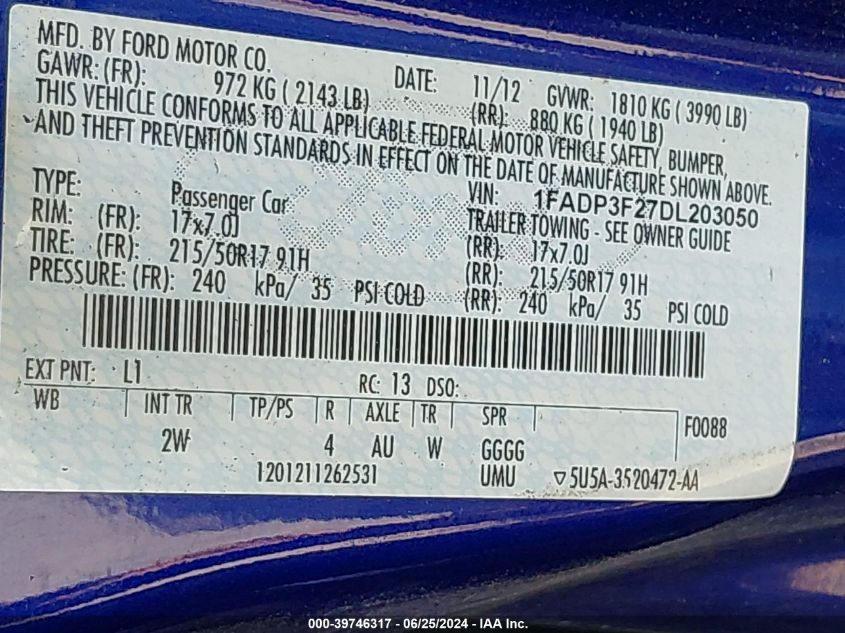 MFD. BY FORD MOTOR CO.
DATE: 11/12 GVWR: 1810 KG ( 3990 LB)
GAWR: (FR): 972 KG ( 2143 LB) (RR): 880 KG ( 1940 LB)
THIS VEHICLE CONFORMS TO ALL APPLICABLE FEDERAL MOTOR VEHICLE SAFETY, BUMPER,
AND THEFT PREVENTION STANDARDS IN EFFECT ON THE DATE OF MANUFACTURE SHOWN ABOVE.
VIN: 1FADP3F27DL203050
TYPE: Passenger Car TRAILER TOWING - SEE OWNER GUIDE
RIM: (FR): 17x7.0J (RR): 17x7.0J
TIRE: (FR): 215/50R17 91H (RR): 215/50R17 91H
PRESSURE: (FR): 240 kPa/ 35 PSI COLD (RR): 240 kPa/ 35 PSI COLD
EXT PNT: L1 RC: 13 DSO:
WB INT TR TP/PS R AXLE TR SPR F0088
2W 4 AU W GGGG
1201211262531 UMU ▽5U5A-3520472-AA
000-39746317 - 06/25/2024 - IAA Inc.